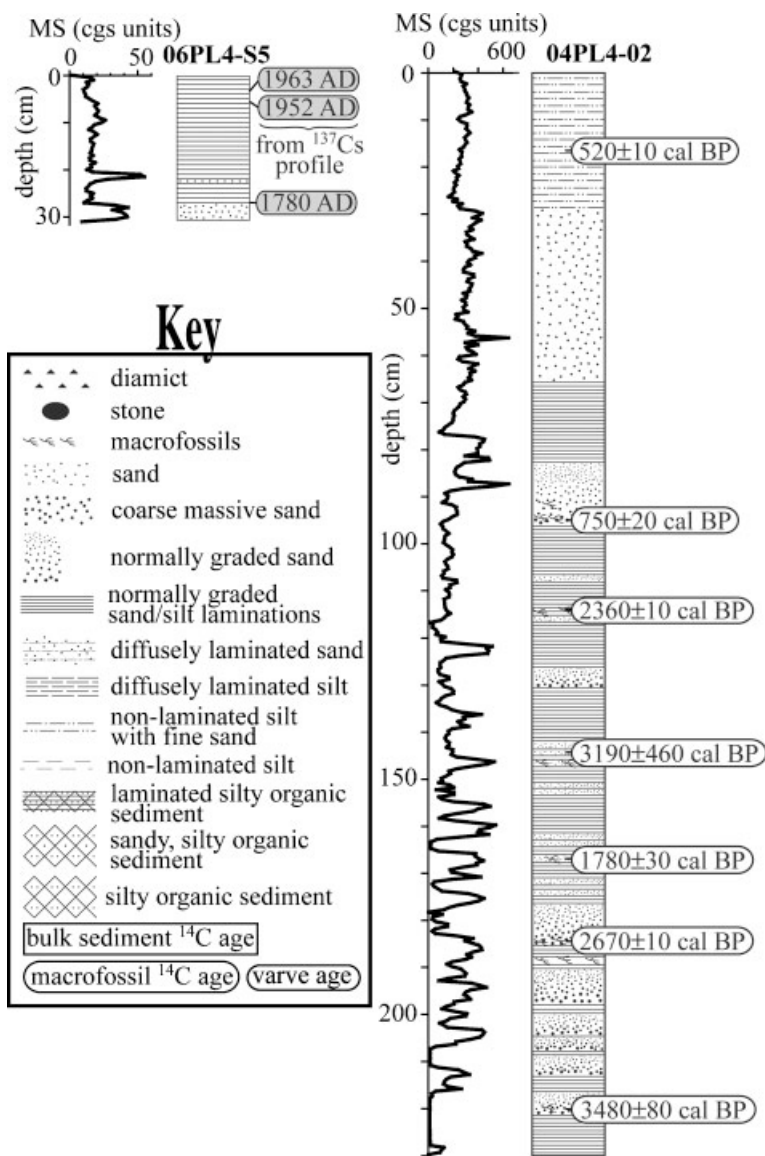 MS (cgs units)
06PL4-S5
0 50
0
30
depth (cm)
1963 AD
1952 AD
from ¹³⁷Cs
profile
1780 AD
MS (cgs units)
04PL4-02
0 600
0
50
100
150
200
depth (cm)
520±10 cal BP
750±20 cal BP
2360±10 cal BP
3190±460 cal BP
1780±30 cal BP
2670±10 cal BP
3480±80 cal BP
Key
diamict
stone
macrofossils
sand
coarse massive sand
normally graded sand
normally graded
sand/silt laminations
diffusely laminated sand
diffusely laminated silt
non-laminated silt
with fine sand
non-laminated silt
laminated silty organic
sediment
sandy, silty organic
sediment
silty organic sediment
bulk sediment ¹⁴C age
macrofossil ¹⁴C age
varve age